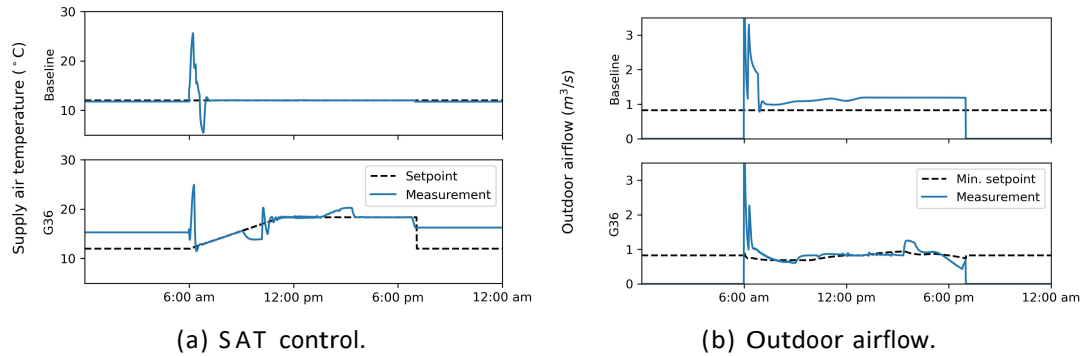 Supply air temperature (°C)
Baseline
30
20
10
G36
30
20
10
Setpoint
Measurement
6:00 am
12:00 pm
6:00 pm
12:00 am
(a) SAT control.
Outdoor airflow (m³/s)
Baseline
3
2
1
0
G36
3
2
1
0
Min. setpoint
Measurement
6:00 am
12:00 pm
6:00 pm
12:00 am
(b) Outdoor airflow.